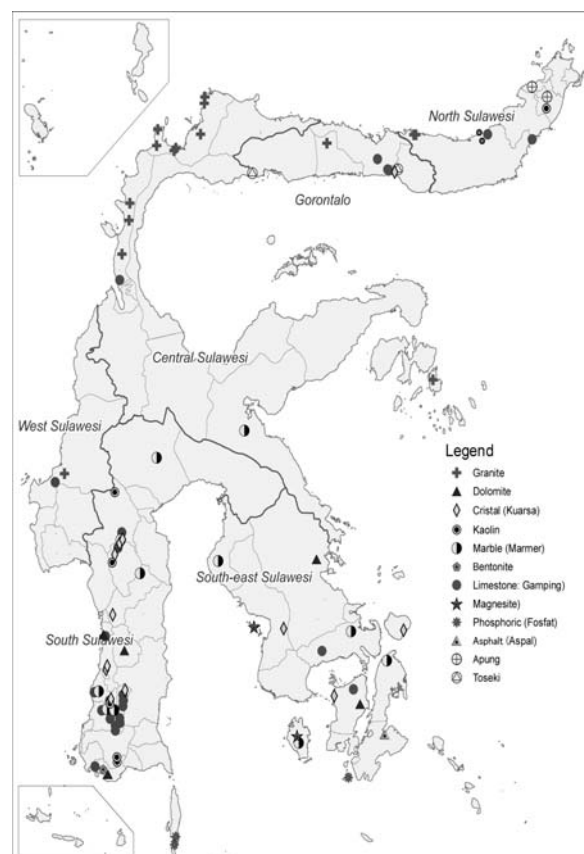 North Sulawesi
Gorontalo
Central Sulawesi
West Sulawesi
South-east Sulawesi
South Sulawesi
Legend
Granite
Dolomite
Cristal (Kuarsa)
Kaolin
Marble (Marmer)
Bentonite
Limestone: Gamping)
Magnesite)
Phosphoric (Fosfat)
Asphalt (Aspal)
Apung
Toseki